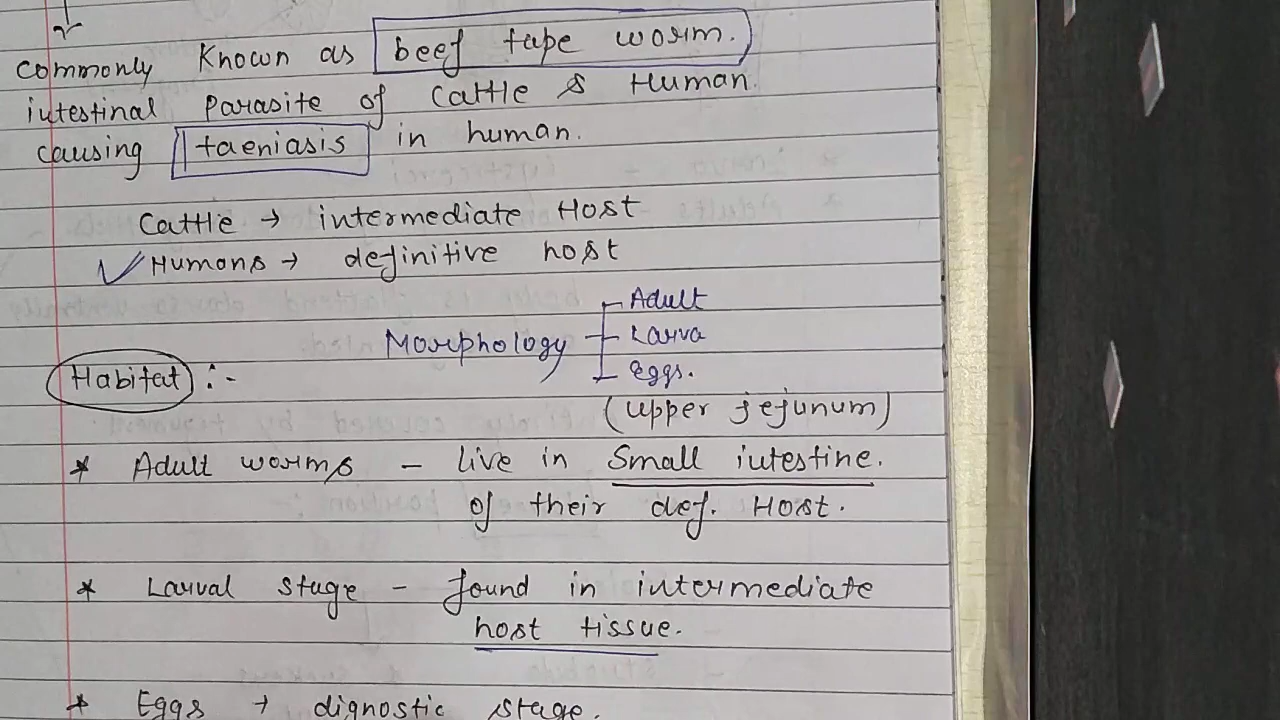 commonly Known as beef tape worm.
intestinal Parasite of Cattle & Human.
causing taeniasis in human.
Cattle → intermediate Host
✓ Humans → definitive host
Morphology - Adult
- Larva
- Eggs.
Habitat :-
(upper jejunum)
* Adult worms - live in Small intestine.
of their def. Host.
* Larval stage - found in intermediate
host tissue.
* Eggs → dignostic stage.